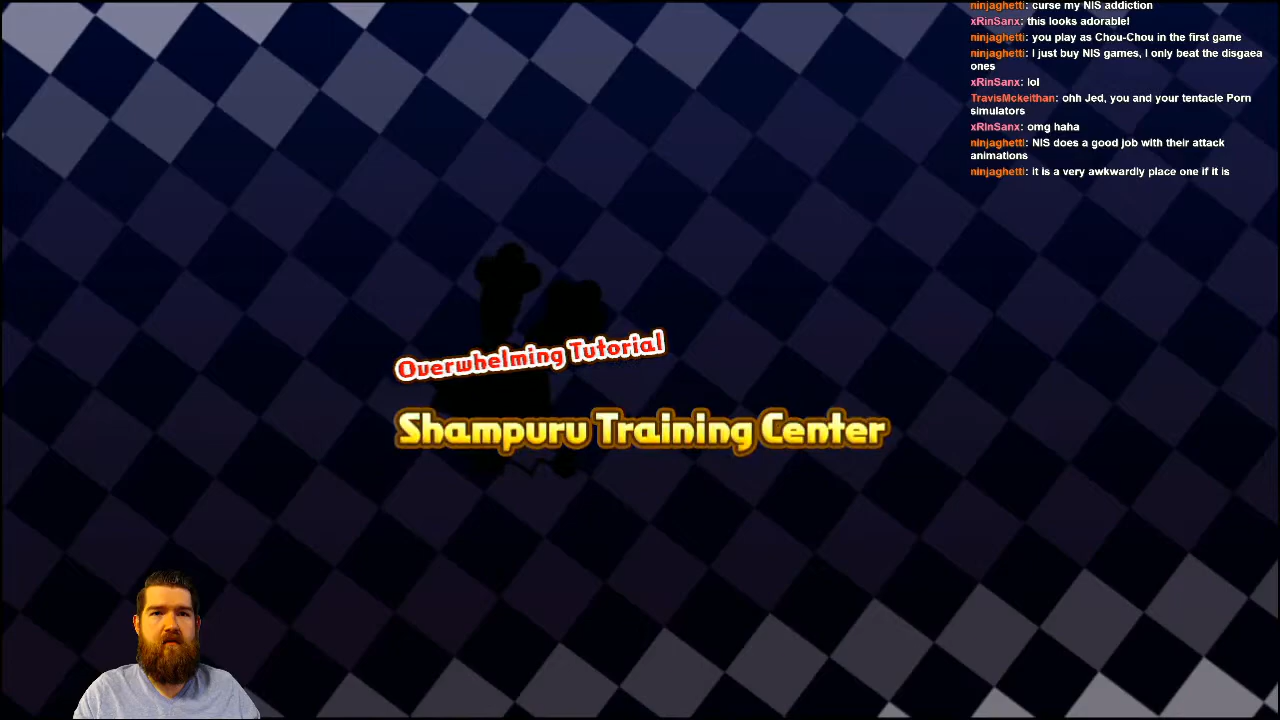 ninjaghetti: curse my NIS addiction
xRinSanx: this looks adorable!
ninjaghetti: you play as Chou-Chou in the first game
ninjaghetti: I just buy NIS games, I only beat the disgaea
ones
xRinSanx: lol
TravisMckeithan: ohh Jed, you and your tentacle Porn
simulators
xRinSanx: omg haha
ninjaghetti: NIS does a good job with their attack
animations
ninjaghetti: it is a very awkwardly place one if it is
Overwhelming Tutorial
Shampuru Training Center